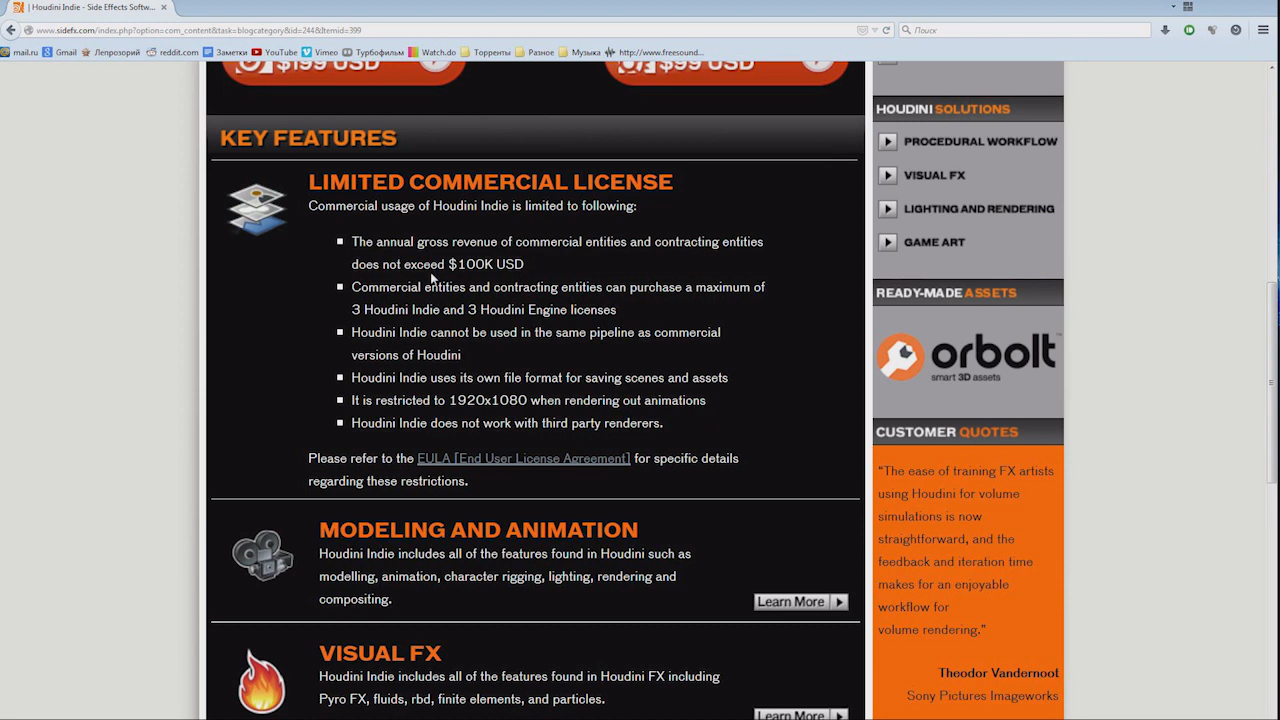 | Houdini Indie - Side Effects Softw...
www.sidefx.com/index.php?option=com_content&task=blogcategory&id=244&Itemid=399
Поиск
mail.ru
Gmail
Лепрозорий
reddit.com
Заметки
YouTube
Vimeo
Турбофильм
Watch.do
Торренты
Разное
Музыка
http://www.freesound...
$199 USD
$99 USD
KEY FEATURES
LIMITED COMMERCIAL LICENSE
Commercial usage of Houdini Indie is limited to following:
The annual gross revenue of commercial entities and contracting entities
does not exceed $100K USD
Commercial entities and contracting entities can purchase a maximum of
3 Houdini Indie and 3 Houdini Engine licenses
Houdini Indie cannot be used in the same pipeline as commercial
versions of Houdini
Houdini Indie uses its own file format for saving scenes and assets
It is restricted to 1920x1080 when rendering out animations
Houdini Indie does not work with third party renderers.
Please refer to the EULA [End User License Agreement] for specific details
regarding these restrictions.
MODELING AND ANIMATION
Houdini Indie includes all of the features found in Houdini such as
modelling, animation, character rigging, lighting, rendering and
compositing.
Learn More
VISUAL FX
Houdini Indie includes all of the features found in Houdini FX including
Pyro FX, fluids, rbd, finite elements, and particles.
Learn More
HOUDINI SOLUTIONS
PROCEDURAL WORKFLOW
VISUAL FX
LIGHTING AND RENDERING
GAME ART
READY-MADE ASSETS
orbolt
smart 3D assets
CUSTOMER QUOTES
“The ease of training FX artists
using Houdini for volume
simulations is now
straightforward, and the
feedback and iteration time
makes for an enjoyable
workflow for
volume rendering.”
Theodor Vandernoot
Sony Pictures Imageworks